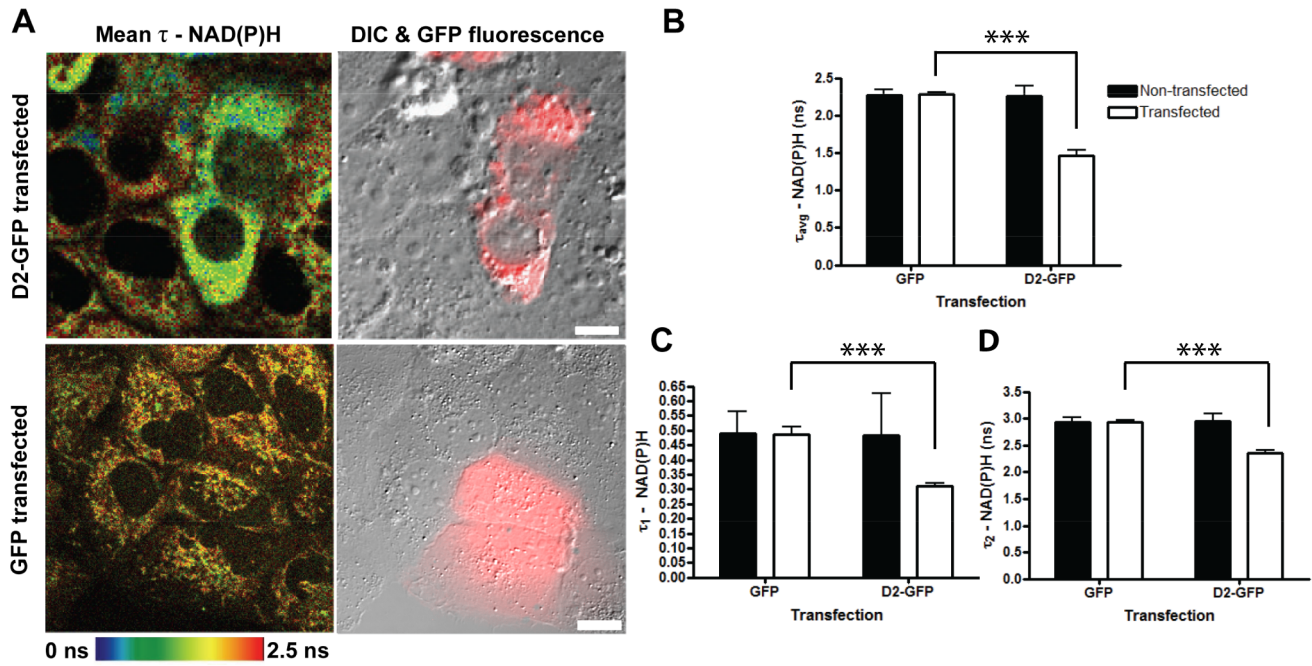 A
Mean τ - NAD(P)H
DIC & GFP fluorescence
D2-GFP transfected
GFP transfected
0 ns
2.5 ns
B
***
τavg - NAD(P)H (ns)
2.5
2.0
1.5
1.0
0.5
0.0
GFP
D2-GFP
Transfection
Non-transfected
Transfected
C
***
τ1 - NAD(P)H
0.65
0.60
0.55
0.50
0.45
0.40
0.35
0.30
0.25
0.20
0.15
0.10
0.05
0.00
GFP
D2-GFP
Transfection
D
***
τ2 - NAD(P)H (ns)
3.5
3.0
2.5
2.0
1.5
1.0
0.5
0.0
GFP
D2-GFP
Transfection